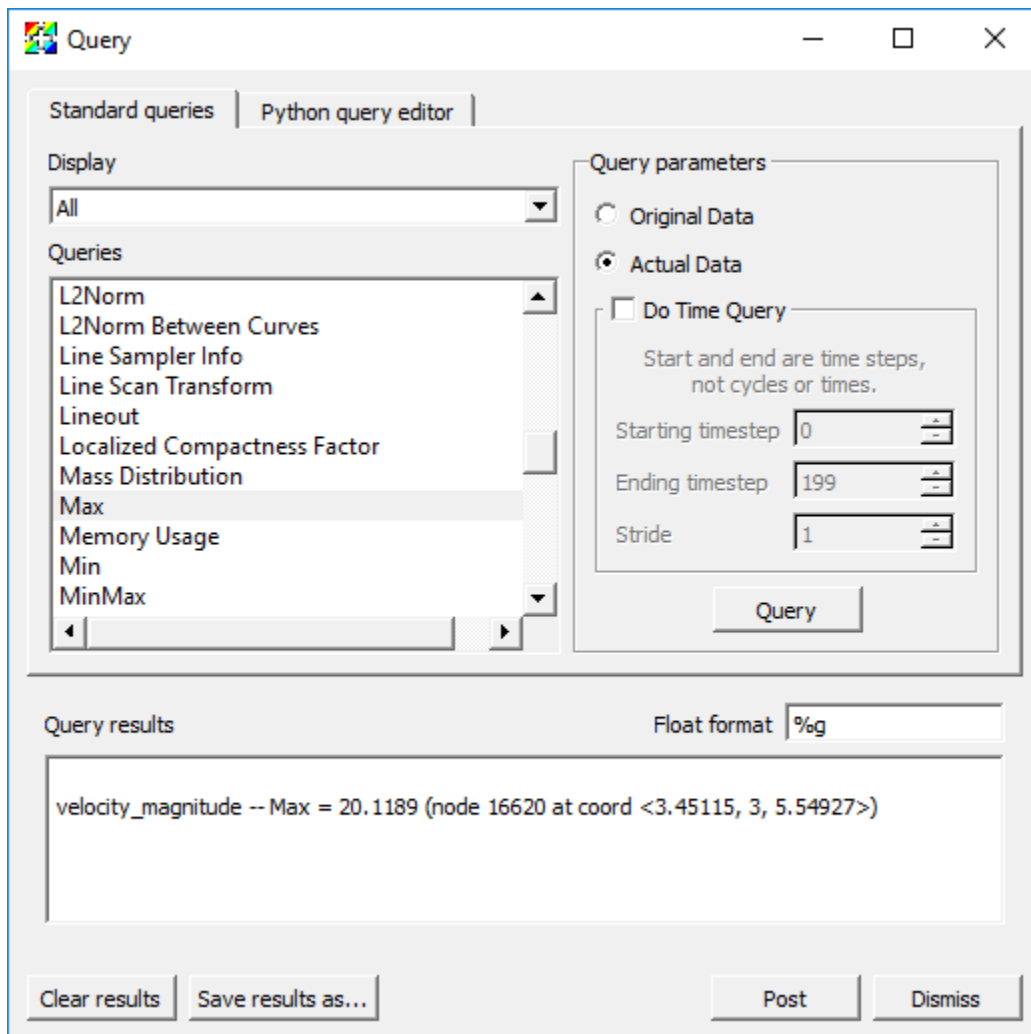 Query
Standard queries
Python query editor
Display
All
Queries
L2Norm
L2Norm Between Curves
Line Sampler Info
Line Scan Transform
Lineout
Localized Compactness Factor
Mass Distribution
Max
Memory Usage
Min
MinMax
Query parameters
Original Data
Actual Data
Do Time Query
Start and end are time steps,
not cycles or times.
Starting timestep 0
Ending timestep 199
Stride 1
Query
Query results
Float format %g
velocity_magnitude -- Max = 20.1189 (node 16620 at coord <3.45115, 3, 5.54927>)
Clear results
Save results as...
Post
Dismiss